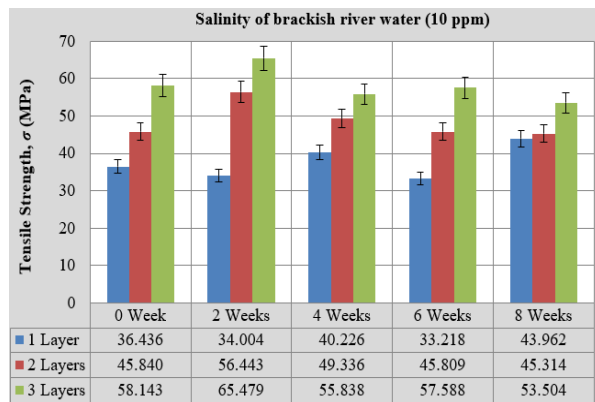 Salinity of brackish river water (10 ppm)
Tensile Strength, σ (MPa)
70
60
50
40
30
20
10
0
0 Week 2 Weeks 4 Weeks 6 Weeks 8 Weeks
1 Layer 36.436 34.004 40.226 33.218 43.962
2 Layers 45.840 56.443 49.336 45.809 45.314
3 Layers 58.143 65.479 55.838 57.588 53.504